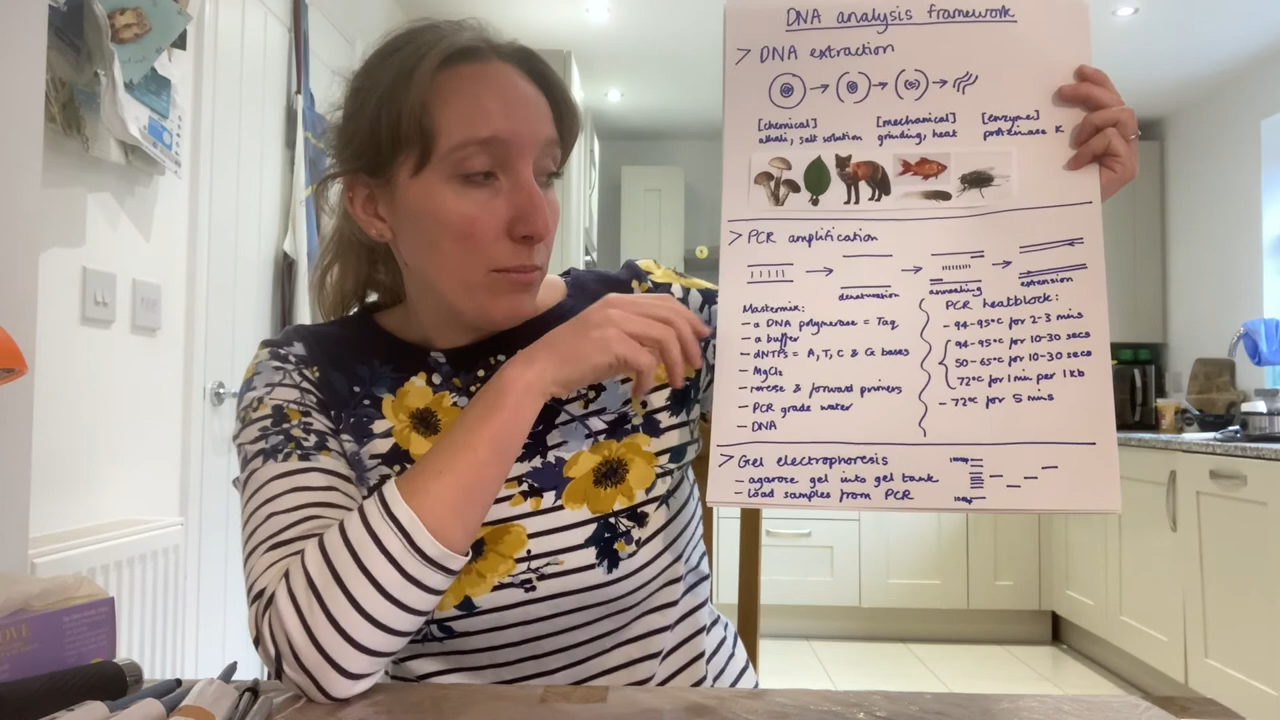 DNA analysis framework
> DNA extraction
[chemical] [mechanical] [enzyme]
alkali, salt solution grinding, heat proteinase K
> PCR amplification
denaturation annealing extension
Mastermix:
- a DNA polymerase = Taq
- a buffer
- dNTPs = A, T, C & G bases
- MgCl2
- reverse & forward primers
- PCR grade water
- DNA
PCR heatblock:
- 94-95°C for 2-3 mins
94-95°C for 10-30 secs
50-65°C for 10-30 secs
72°C for 1 min per 1 kb
- 72°C for 5 mins
> Gel electrophoresis
- agarose gel into gel tank
- load samples from PCR